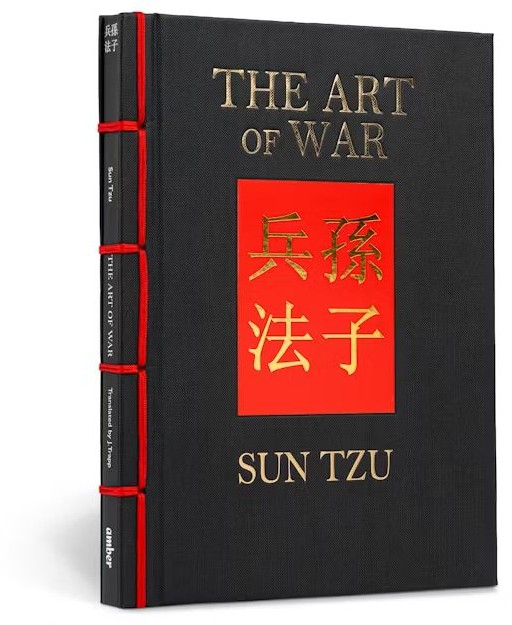 THE ART
OF WAR
兵孫
法子
SUN TZU
兵孫
法子
Sun Tzu
THE ART OF WAR
Translated by J.Trapp
amber